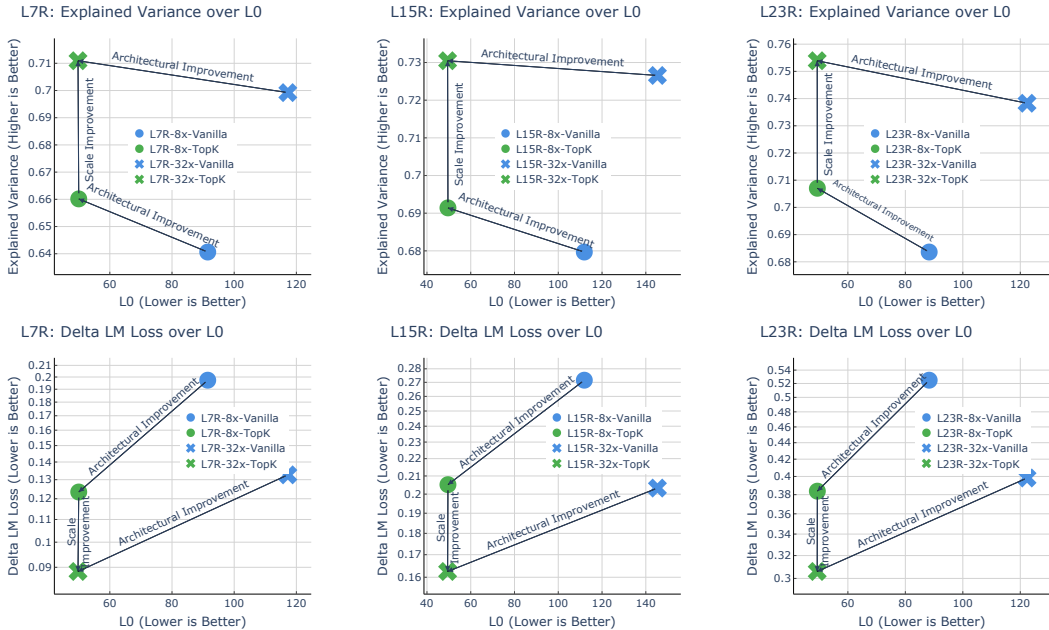 L7R: Explained Variance over L0
Explained Variance (Higher is Better)
0.71
0.7
0.69
0.68
0.67
0.66
0.65
0.64
Architectural Improvement
Scale Improvement
Architectural Improvement
L7R-8x-Vanilla
L7R-8x-TopK
L7R-32x-Vanilla
L7R-32x-TopK
60 80 100 120
L0 (Lower is Better)
L15R: Explained Variance over L0
Explained Variance (Higher is Better)
0.73
0.72
0.71
0.7
0.69
0.68
Architectural Improvement
Scale Improvement
Architectural Improvement
L15R-8x-Vanilla
L15R-8x-TopK
L15R-32x-Vanilla
L15R-32x-TopK
40 60 80 100 120 140
L0 (Lower is Better)
L23R: Explained Variance over L0
Explained Variance (Higher is Better)
0.76
0.75
0.74
0.73
0.72
0.71
0.7
0.69
0.68
Architectural Improvement
Scale Improvement
Architectural Improvement
L23R-8x-Vanilla
L23R-8x-TopK
L23R-32x-Vanilla
L23R-32x-TopK
60 80 100 120
L0 (Lower is Better)
L7R: Delta LM Loss over L0
Delta LM Loss (Lower is Better)
0.21
0.2
0.19
0.18
0.17
0.16
0.15
0.14
0.13
0.12
0.11
0.1
0.09
Architectural Improvement
Scale
Improvement
Architectural Improvement
L7R-8x-Vanilla
L7R-8x-TopK
L7R-32x-Vanilla
L7R-32x-TopK
60 80 100 120
L0 (Lower is Better)
L15R: Delta LM Loss over L0
Delta LM Loss (Lower is Better)
0.28
0.27
0.26
0.25
0.24
0.23
0.22
0.21
0.2
0.19
0.18
0.17
0.16
Architectural Improvement
Scale
Improvement
Architectural Improvement
L15R-8x-Vanilla
L15R-8x-TopK
L15R-32x-Vanilla
L15R-32x-TopK
40 60 80 100 120 140
L0 (Lower is Better)
L23R: Delta LM Loss over L0
Delta LM Loss (Lower is Better)
0.54
0.52
0.5
0.48
0.46
0.44
0.42
0.4
0.38
0.36
0.34
0.32
0.3
Architectural Improvement
Scale
Improvement
Architectural Improvement
L23R-8x-Vanilla
L23R-8x-TopK
L23R-32x-Vanilla
L23R-32x-TopK
60 80 100 120
L0 (Lower is Better)